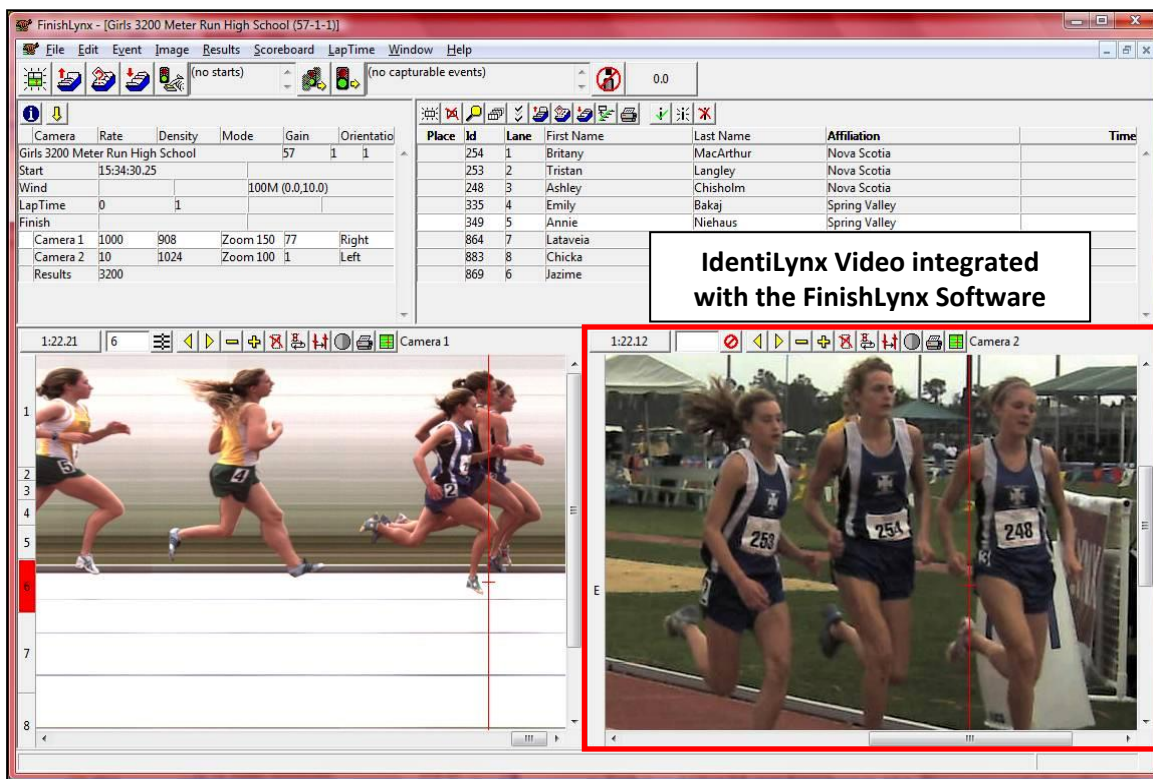 FinishLynx - [Girls 3200 Meter Run High School (57-1-1)]
File Edit Event Image Results Scoreboard LapTime Window Help
(no starts) (no capturable events) 0.0
Camera Rate Density Mode Gain Orientatio
Girls 3200 Meter Run High School 57 1 1
Start 15:34:30.25
Wind 100M (0.0,10.0)
LapTime 0 1
Finish
Camera 1 1000 908 Zoom 150 77 Right
Camera 2 10 1024 Zoom 100 1 Left
Results 3200
Place Id Lane First Name Last Name Affiliation Time
254 1 Britany MacArthur Nova Scotia
253 2 Tristan Langley Nova Scotia
248 3 Ashley Chisholm Nova Scotia
335 4 Emily Bakaj Spring Valley
349 5 Annie Niehaus Spring Valley
864 7 Lataveia
883 8 Chicka
869 6 Jazime
IdentiLynx Video integrated
with the FinishLynx Software
1:22.21 6 Camera 1
1
2
3
4
5
6
7
8
5
4
2
1:22.12 Camera 2
E
253
254
248
3